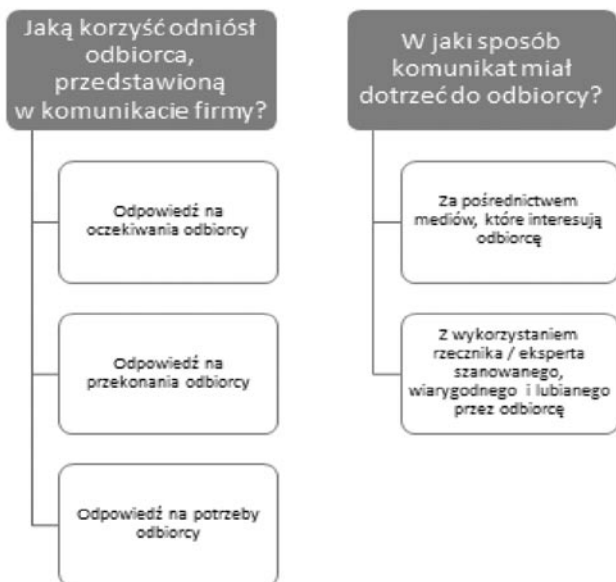 Jaką korzyść odniósł
odbiorca,
przedstawioną
w komunikacie firmy?
Odpowiedź na
oczekiwania odbiorcy
Odpowiedź na
przekonania odbiorcy
Odpowiedź na potrzeby
odbiorcy
W jaki sposób
komunikat miał
dotrzeć do odbiorcy?
Za pośrednictwem
mediów, które interesują
odbiorcę
Z wykorzystaniem
rzecznika / eksperta
szanowanego,
wiarygodnego i lubianego
przez odbiorcę